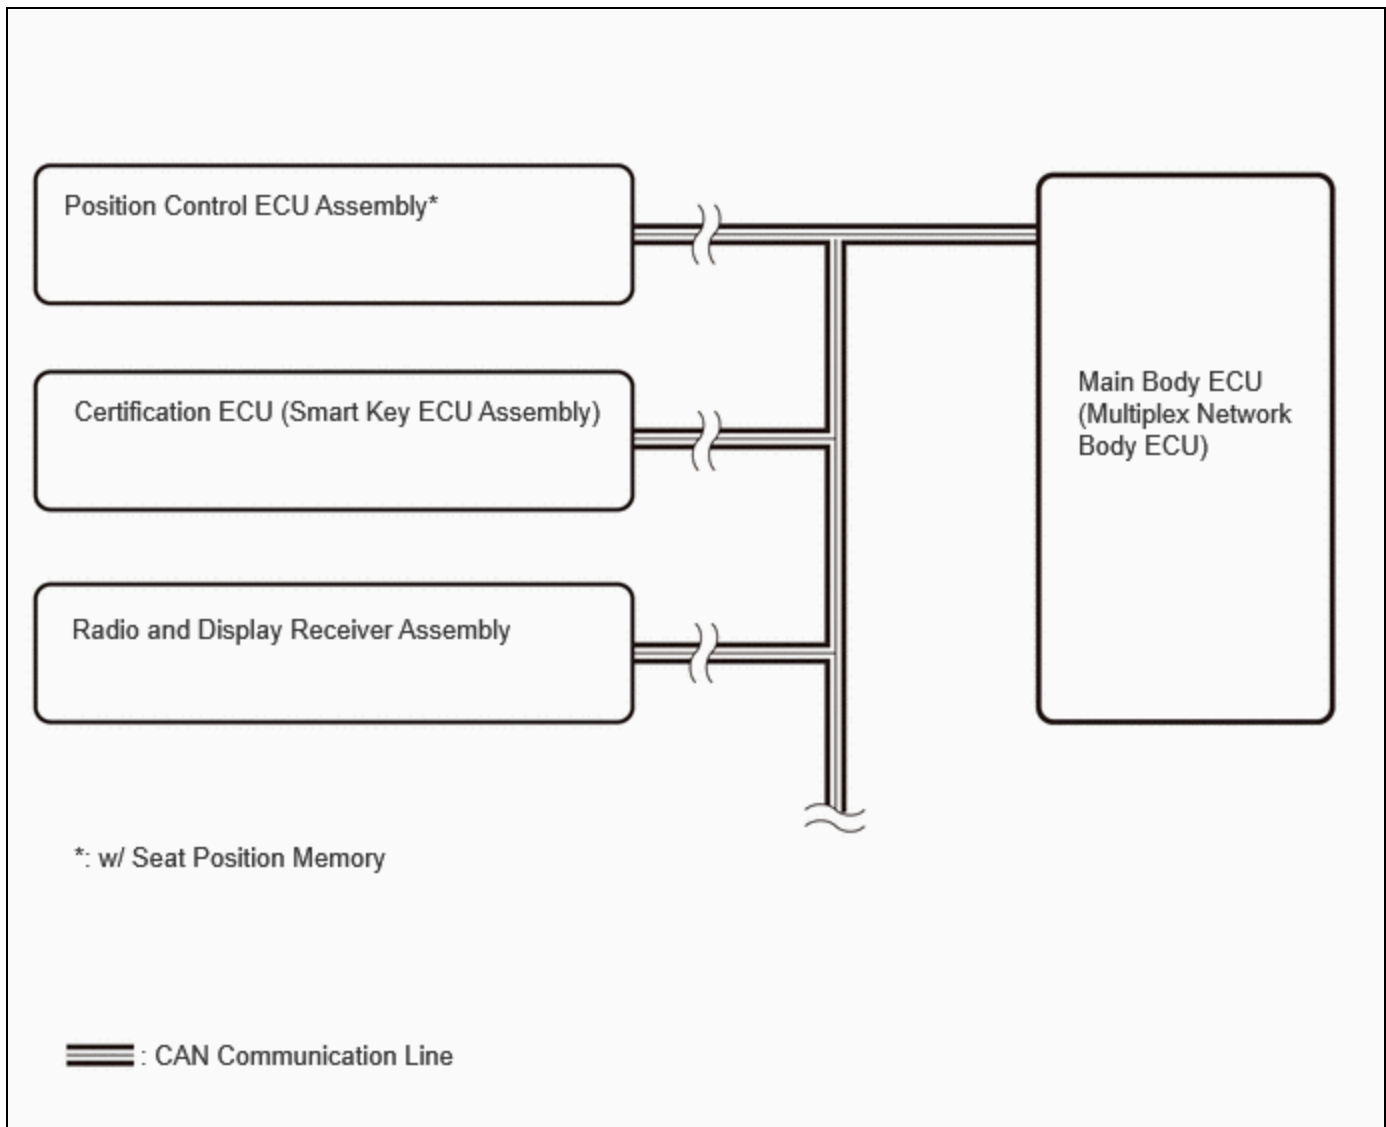 Position Control ECU Assembly*
Certification ECU (Smart Key ECU Assembly)
Main Body ECU
(Multiplex Network
Body ECU)
Radio and Display Receiver Assembly
*: w/ Seat Position Memory
: CAN Communication Line